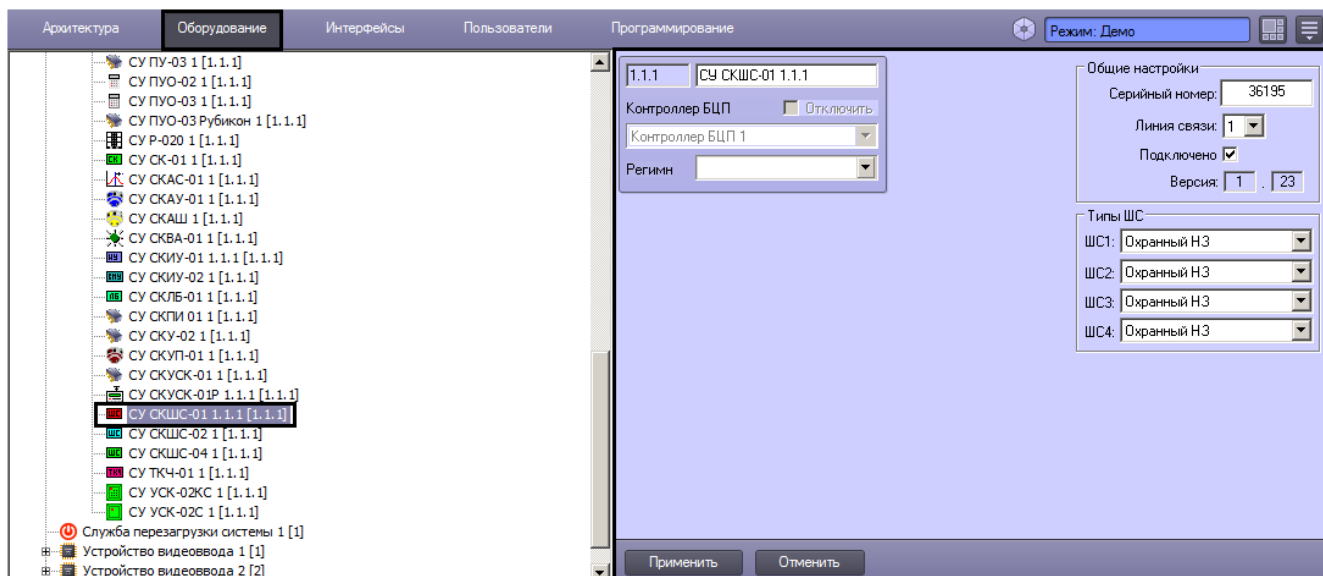 Архитектура Оборудование Интерфейсы Пользователи Программирование Режим: Демо
СУ ПУ-03 1 [1.1.1]
СУ ПУО-02 1 [1.1.1]
СУ ПУО-03 1 [1.1.1]
СУ ПУО-03 Рубикон 1 [1.1.1]
СУ Р-020 1 [1.1.1]
СК СУ СК-01 1 [1.1.1]
СУ СКАС-01 1 [1.1.1]
СУ СКАУ-01 1 [1.1.1]
СУ СКАШ 1 [1.1.1]
СУ СКВА-01 1 [1.1.1]
ИУ СУ СКИУ-01 1.1.1 [1.1.1]
СУ СКИУ-02 1 [1.1.1]
ЛБ СУ СКЛБ-01 1 [1.1.1]
СУ СКПИ 01 1 [1.1.1]
СУ СКУ-02 1 [1.1.1]
СУ СКУП-01 1 [1.1.1]
СУ СКУСК-01 1 [1.1.1]
СУ СКУСК-01Р 1.1.1 [1.1.1]
ШС СУ СКШС-01 1.1.1 [1.1.1]
ШС СУ СКШС-02 1 [1.1.1]
ШС СУ СКШС-04 1 [1.1.1]
ТКЧ СУ ТКЧ-01 1 [1.1.1]
СУ УСК-02КС 1 [1.1.1]
СУ УСК-02С 1 [1.1.1]
Служба перезагрузки системы 1 [1]
Устройство видеоввода 1 [1]
Устройство видеоввода 2 [2]
1.1.1 СУ СКШС-01 1.1.1
Контроллер БЦП Отключить
Контроллер БЦП 1
Регимн
Общие настройки
Серийный номер: 36195
Линия связи: 1
Подключено
Версия: 1 . 23
Типы ШС
ШС1: Охранный НЗ
ШС2: Охранный НЗ
ШС3: Охранный НЗ
ШС4: Охранный НЗ
Применить Отменить